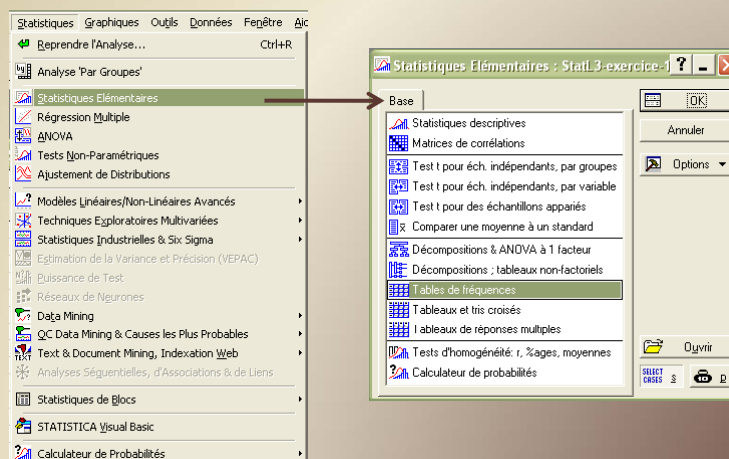 Statistiques Graphiques Outils Données Fenêtre
Reprendre l'Analyse... Ctrl+R
Analyse 'Par Groupes'
Statistiques Elémentaires
Régression Multiple
ANOVA
Tests Non-Paramétriques
Ajustement de Distributions
Modèles Linéaires/Non-Linéaires Avancés
Techniques Exploratoires Multivariées
Statistiques Industrielles & Six Sigma
Estimation de la Variance et Précision (VEPAC)
Puissance de Test
Réseaux de Neurones
Data Mining
QC Data Mining & Causes les Plus Probables
Text & Document Mining, Indexation Web
Analyses Séquentielles, d'Associations & de Liens
Statistiques de Blocs
STATISTICA Visual Basic
Calculateur de Probabilités
Statistiques Elémentaires : StatL3-exercice-1
Base
Statistiques descriptives
Matrices de corrélations
Test t pour éch. indépendants, par groupes
Test t pour éch. indépendants, par variable
Test t pour des échantillons appariés
Comparer une moyenne à un standard
Décompositions & ANOVA à 1 facteur
Décompositions ; tableaux non-factoriels
Tables de fréquences
Tableaux et tris croisés
Tableaux de réponses multiples
Tests d'homogénéité: r, %ages, moyennes
Calculateur de probabilités
OK
Annuler
Options
Ouvrir
SELECT CASES S